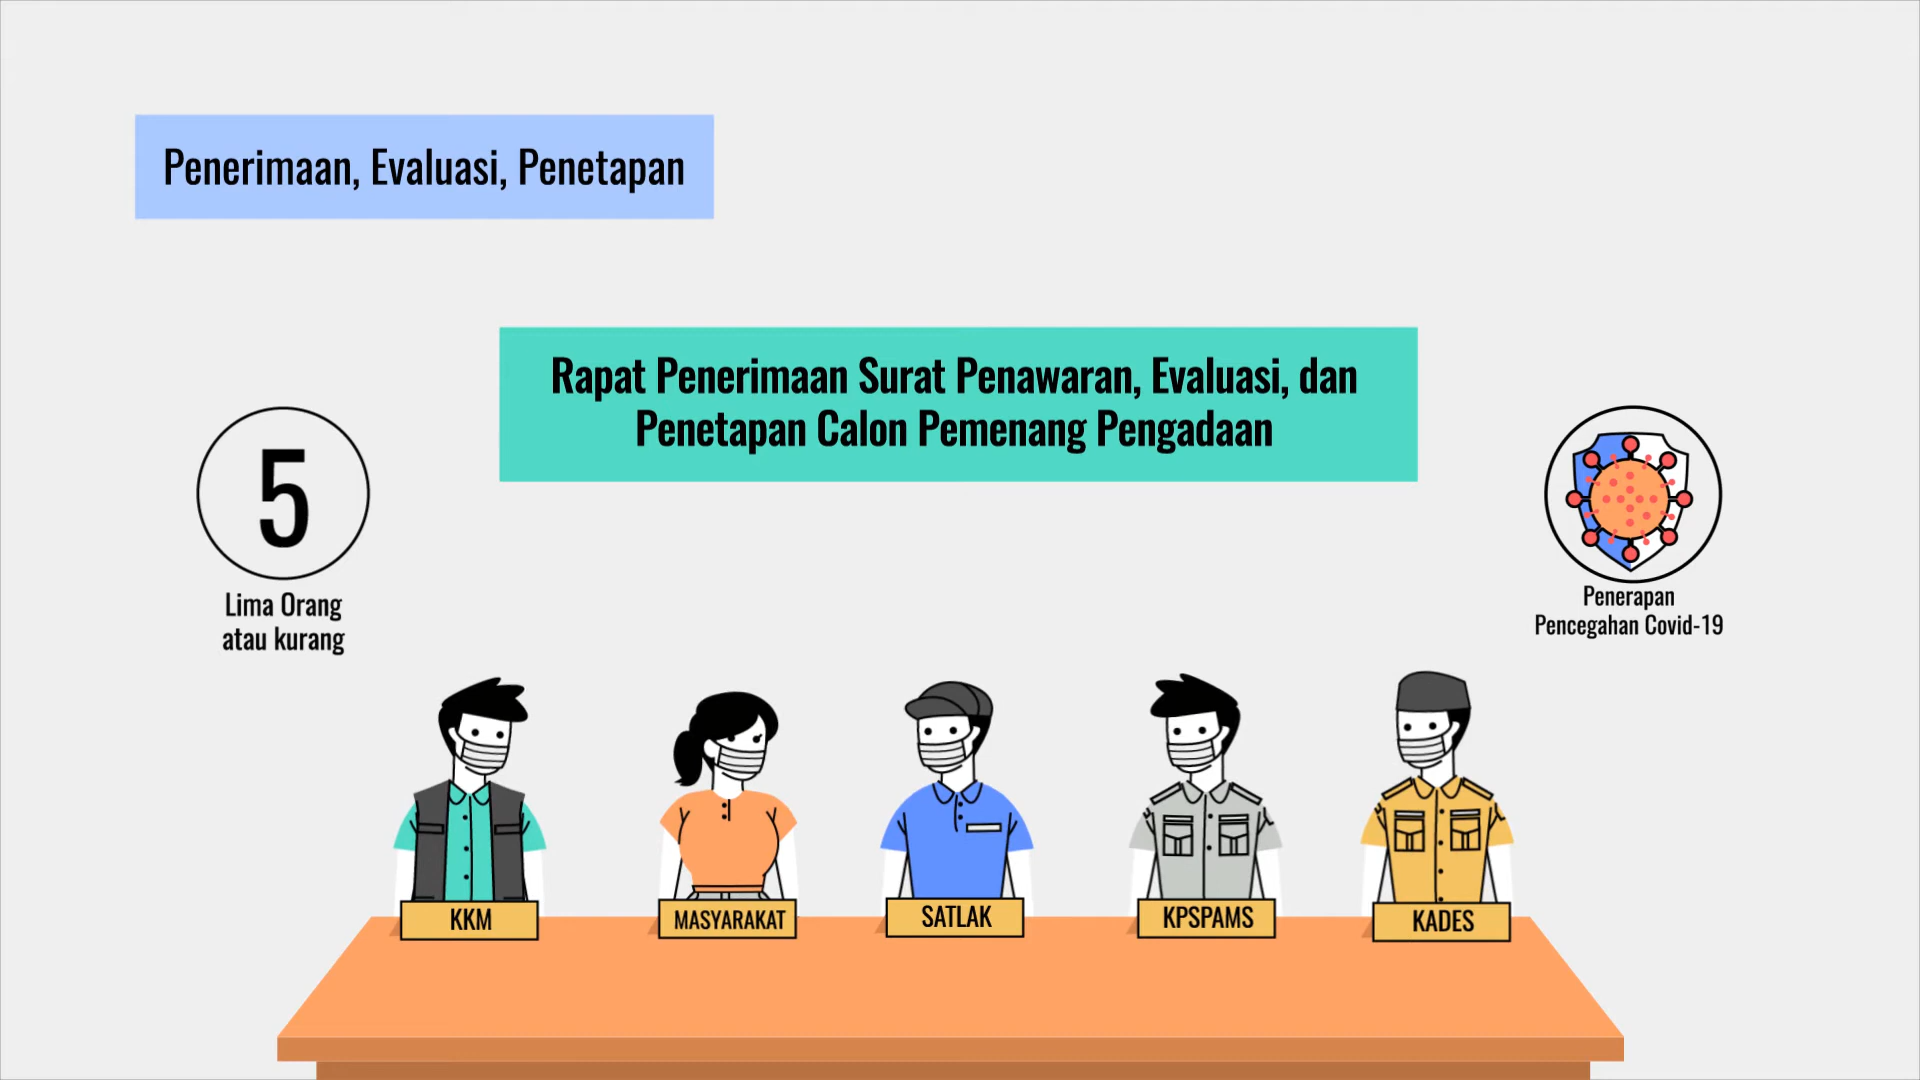 Penerimaan, Evaluasi, Penetapan
Rapat Penerimaan Surat Penawaran, Evaluasi, dan
Penetapan Calon Pemenang Pengadaan
5
Lima Orang
atau kurang
Penerapan
Pencegahan Covid-19
KKM
MASYARAKAT
SATLAK
KPSPAMS
KADES